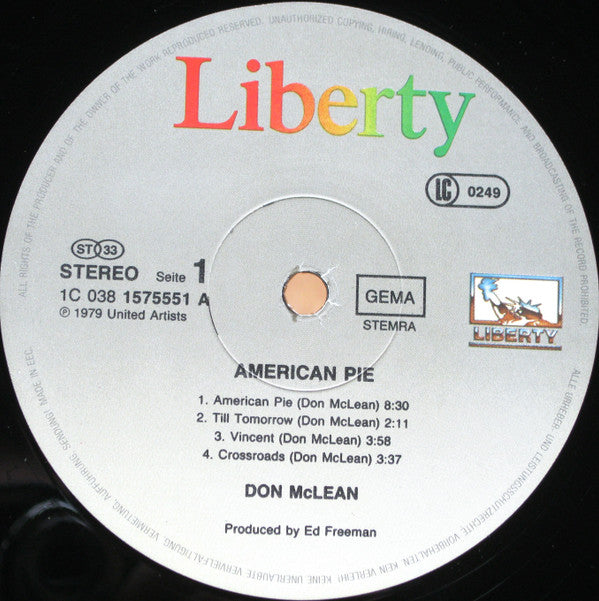 ALL RIGHTS OF THE PRODUCER AND OF THE OWNER OF THE WORK REPRODUCED RESERVED. UNAUTHORIZED COPYING, HIRING, LENDING, PUBLIC PERFORMANCE AND BROADCASTING OF THE RECORD PROHIBITED.
Liberty
LC 0249
ST 33
STEREO Seite 1
1C 038 1575551 A
℗ 1979 United Artists
GEMA
STEMRA
LIBERTY
AMERICAN PIE
1. American Pie (Don McLean) 8:30
2. Till Tomorrow (Don McLean) 2:11
3. Vincent (Don McLean) 3:58
4. Crossroads (Don McLean) 3:37
DON McLEAN
Produced by Ed Freeman
ALLE URHEBER- UND LEISTUNGSSCHUTZRECHTE VORBEHALTEN. KEIN VERLEIH! KEINE UNERLAUBTE VERVIELFÄLTIGUNG, VERMIETUNG, AUFFÜHRUNG, SENDUNG! MADE IN EEC.